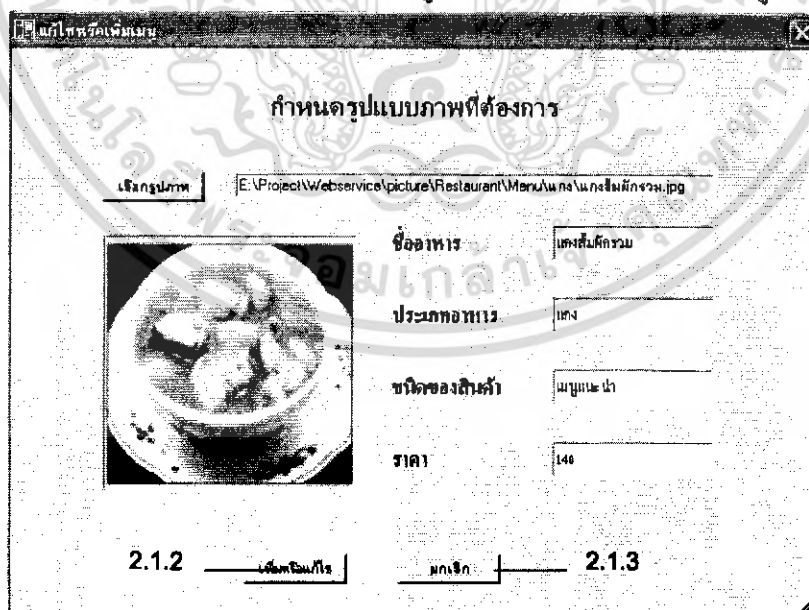 แก้ไขหรือเพิ่มเมนู
กำหนดรูปแบบภาพที่ต้องการ
เลือกรูปภาพ E:\Project\Webservice\picture\Restaurant\Menu\แกง\แกงส้มผักรวม.jpg
ชื่ออาหาร แกงส้มผักรวม
ประเภทอาหาร แกง
ชนิดของสินค้า เมนูแนะนำ
ราคา 140
2.1.2 เพิ่มหรือแก้ไข ยกเลิก 2.1.3